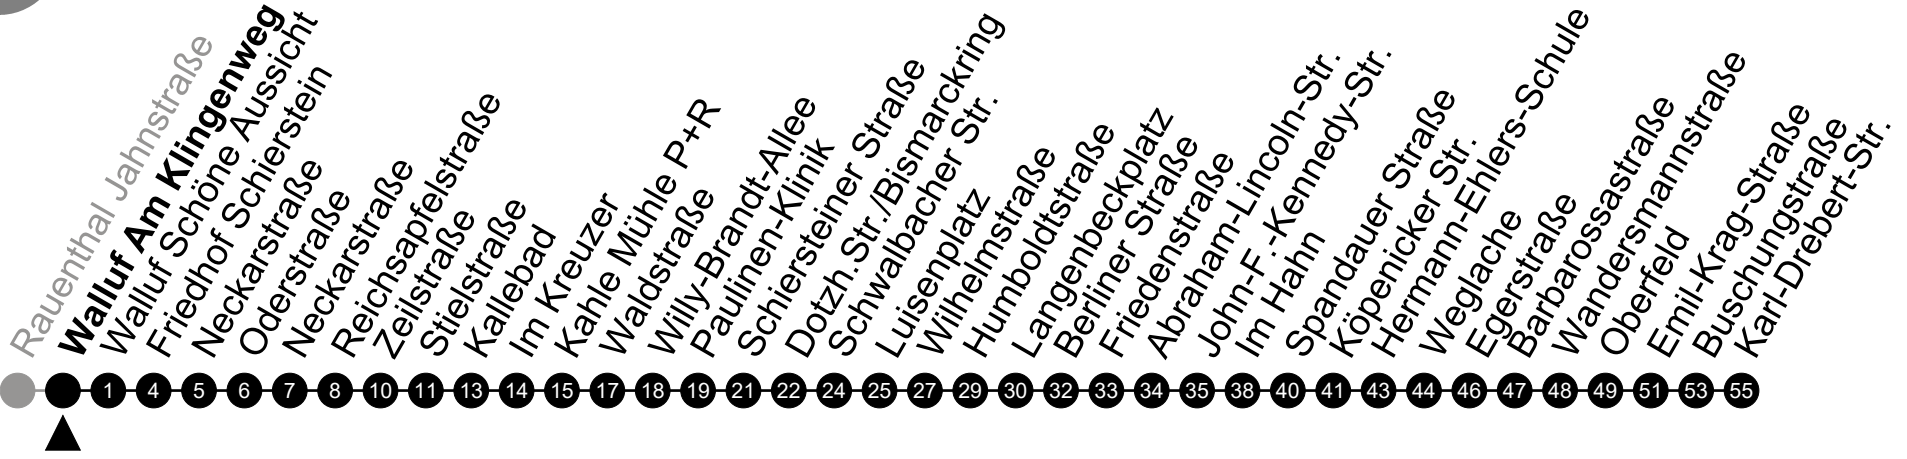 Rauenthal Jahnstraße
Walluf Am Klingenweg
Walluf Schöne Aussicht
Friedhof Schierstein
Neckarstraße
Oderstraße
Neckarstraße
Reichsapfelstraße
Zeilstraße
Stielstraße
Kallebad
Im Kreuzer
Kahle Mühle P+R
Waldstraße
Willy-Brandt-Allee
Paulinen-Klinik
Schiersteiner Straße
Dotzh.Str./Bismarckring
Schwalbacher Str.
Luisenplatz
Wilhelmstraße
Humboldtstraße
Langenbeckplatz
Berliner Straße
Friedenstraße
Abraham-Lincoln-Str.
John-F.-Kennedy-Str.
Im Hahn
Spandauer Straße
Köpenicker Str.
Hermann-Ehlers-Schule
Weglache
Egerstraße
Barbarossastraße
Wandersmannstraße
Oberfeld
Emil-Krag-Straße
Buschungstraße
Karl-Drebert-Str.
1 4 5 6 7 8 10 11 13 14 15 17 18 19 21 22 24 25 27 29 30 32 33 34 35 38 40 41 43 44 46 47 48 49 51 53 55